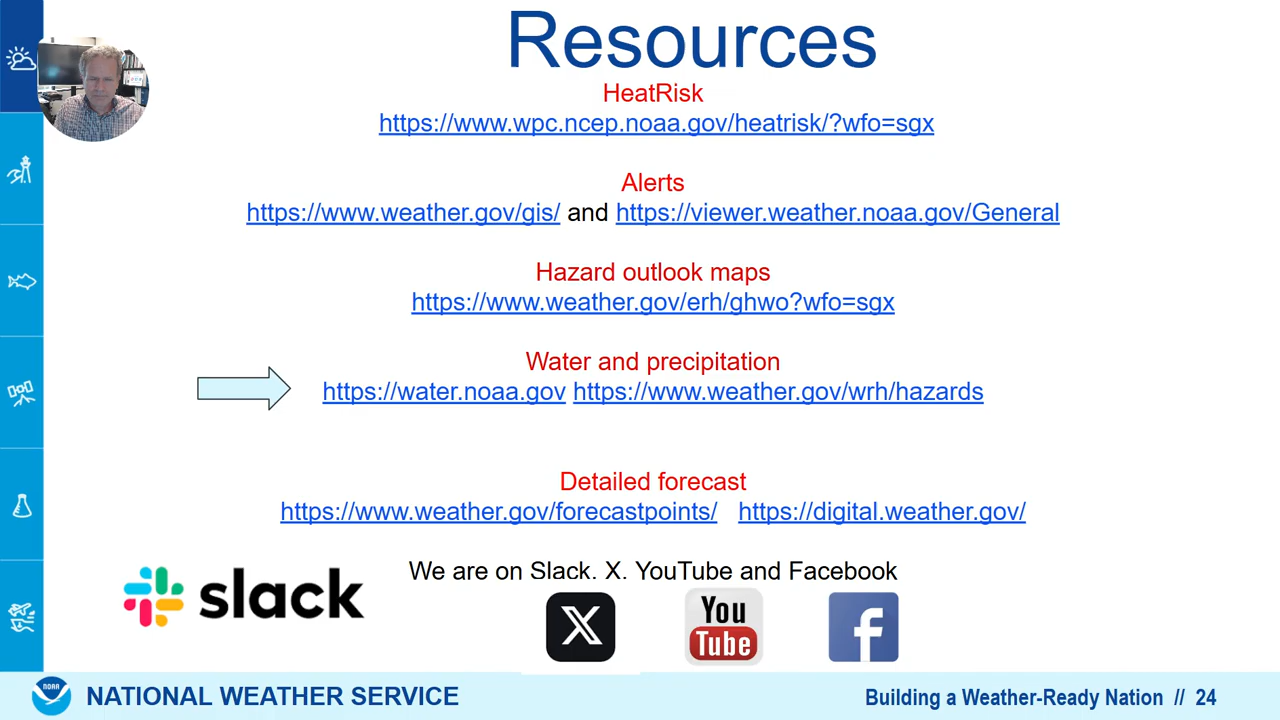 Resources
HeatRisk
https://www.wpc.ncep.noaa.gov/heatrisk/?wfo=sgx
Alerts
https://www.weather.gov/gis/ and https://viewer.weather.noaa.gov/General
Hazard outlook maps
https://www.weather.gov/erh/ghwo?wfo=sgx
Water and precipitation
https://water.noaa.gov https://www.weather.gov/wrh/hazards
Detailed forecast
https://www.weather.gov/forecastpoints/ https://digital.weather.gov/
We are on Slack, X, YouTube and Facebook
slack
X
You
Tube
f
NOAA
NATIONAL WEATHER SERVICE
Building a Weather-Ready Nation // 24